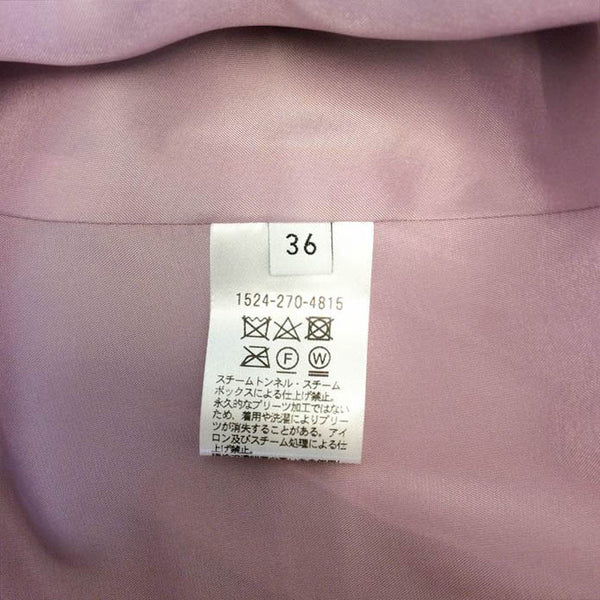 36
1524-270-4815
F W
スチームトンネル・スチーム
ボックスによる仕上げ禁止。
永久的なプリーツ加工ではない
ため、着用や洗濯によりプリー
ツが消失することがある。アイ
ロン及びスチーム処理による仕
上げ禁止。